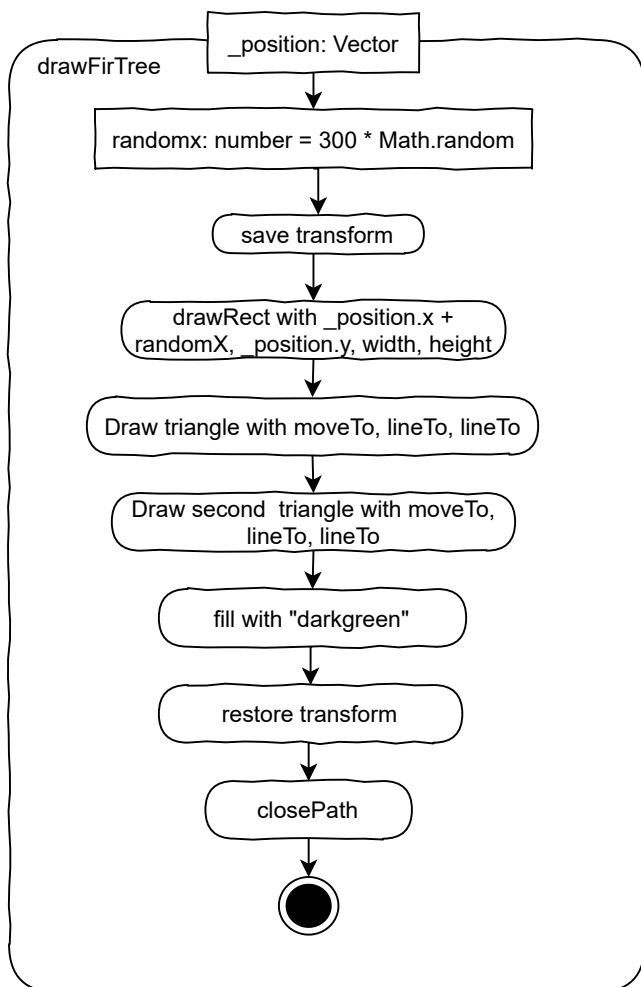 _position: Vector
drawFirTree
randomx: number = 300 * Math.random
save transform
drawRect with _position.x +
randomX, _position.y, width, height
Draw triangle with moveTo, lineTo, lineTo
Draw second  triangle with moveTo,
lineTo, lineTo
fill with "darkgreen"
restore transform
closePath